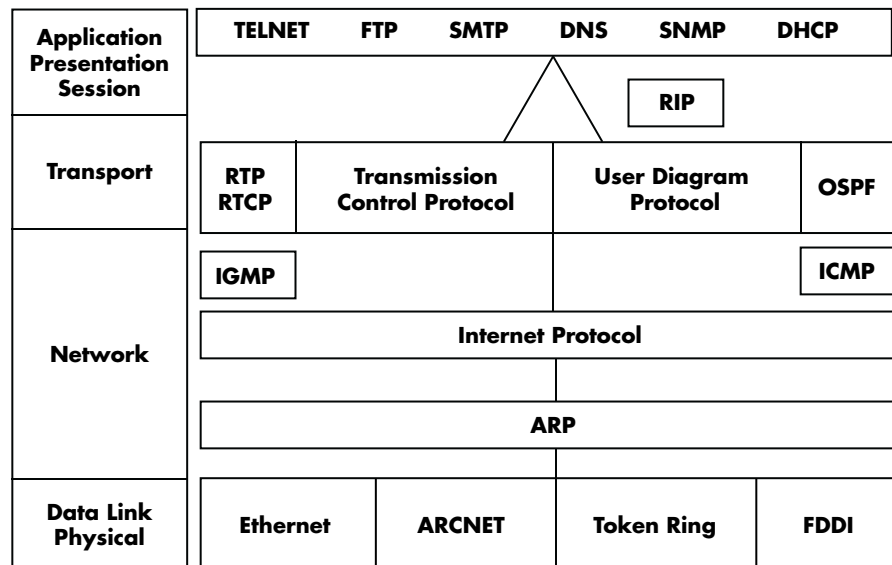 Application
Presentation
Session
TELNET FTP SMTP DNS SNMP DHCP
RIP
Transport
RTP
RTCP
Transmission
Control Protocol
User Diagram
Protocol
OSPF
Network
IGMP
ICMP
Internet Protocol
ARP
Data Link
Physical
Ethernet
ARCNET
Token Ring
FDDI